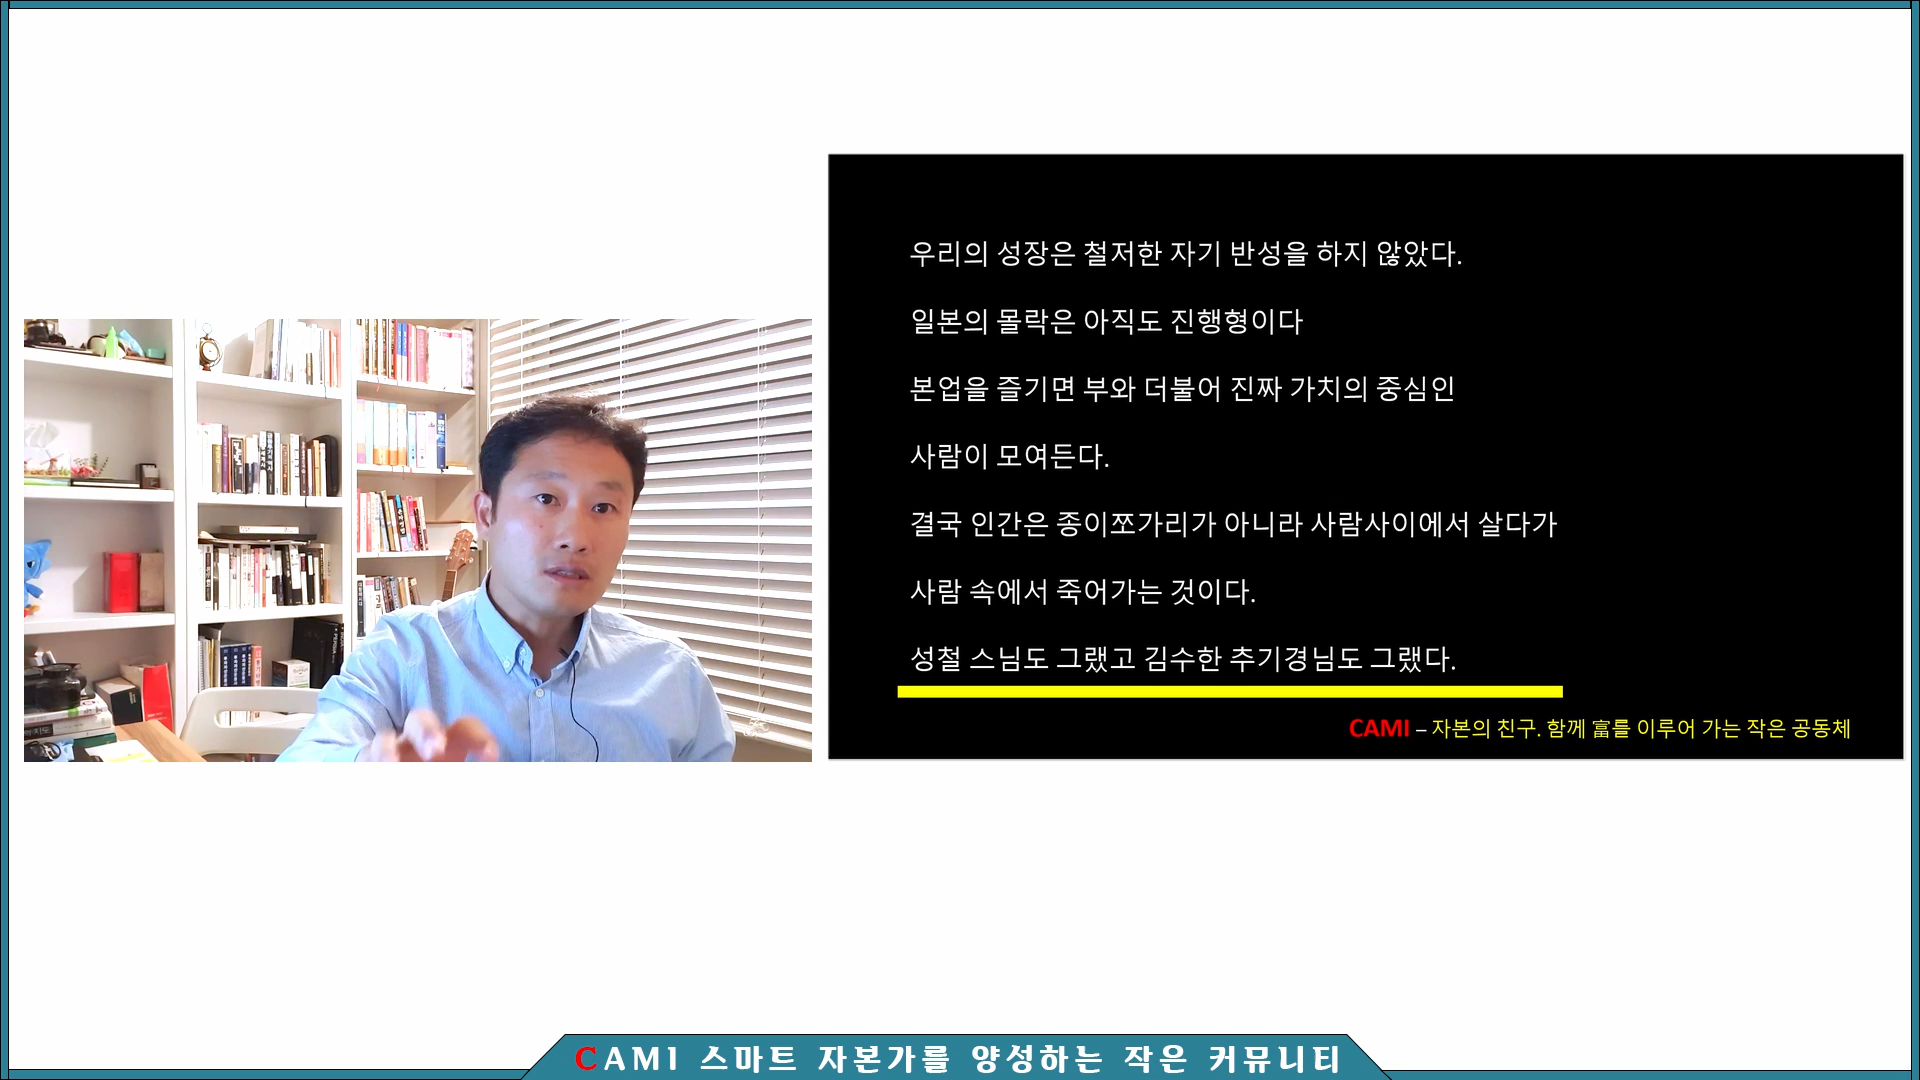 우리의 성장은 철저한 자기 반성을 하지 않았다.
일본의 몰락은 아직도 진행형이다
본업을 즐기면 부와 더불어 진짜 가치의 중심인
사람이 모여든다.
결국 인간은 종이쪼가리가 아니라 사람사이에서 살다가
사람 속에서 죽어가는 것이다.
성철 스님도 그랬고 김수한 추기경님도 그랬다.
CAMI – 자본의 친구. 함께 富를 이루어 가는 작은 공동체
CAMI 스마트 자본가를 양성하는 작은 커뮤니티